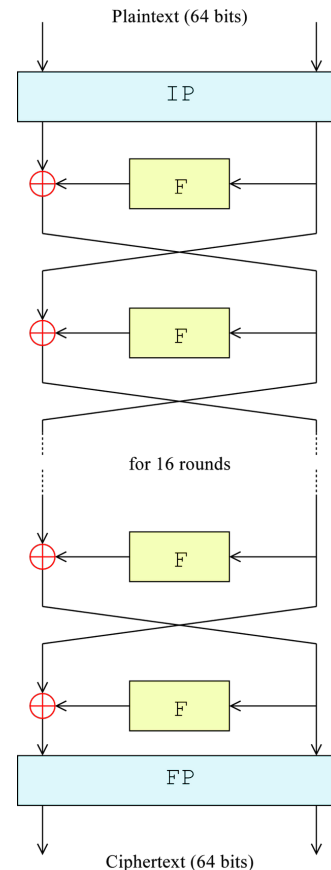 Plaintext (64 bits)
IP
F
F
for 16 rounds
F
F
FP
Ciphertext (64 bits)